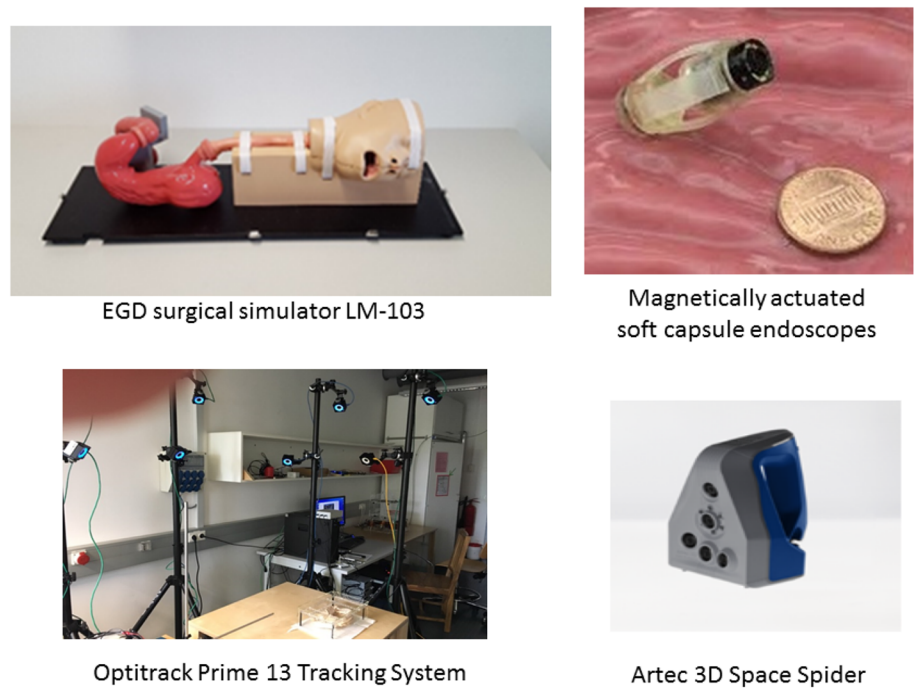 EGD surgical simulator LM-103
Magnetically actuated
soft capsule endoscopes
Optitrack Prime 13 Tracking System
Artec 3D Space Spider